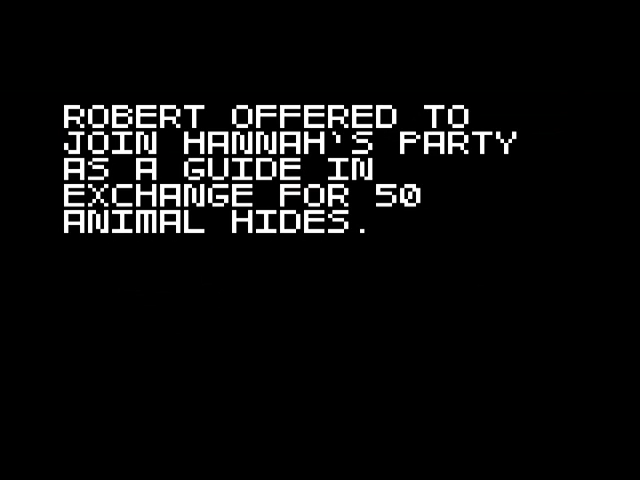 ROBERT OFFERED TO
JOIN HANNAH'S PARTY
AS A GUIDE IN
EXCHANGE FOR 50
ANIMAL HIDES.